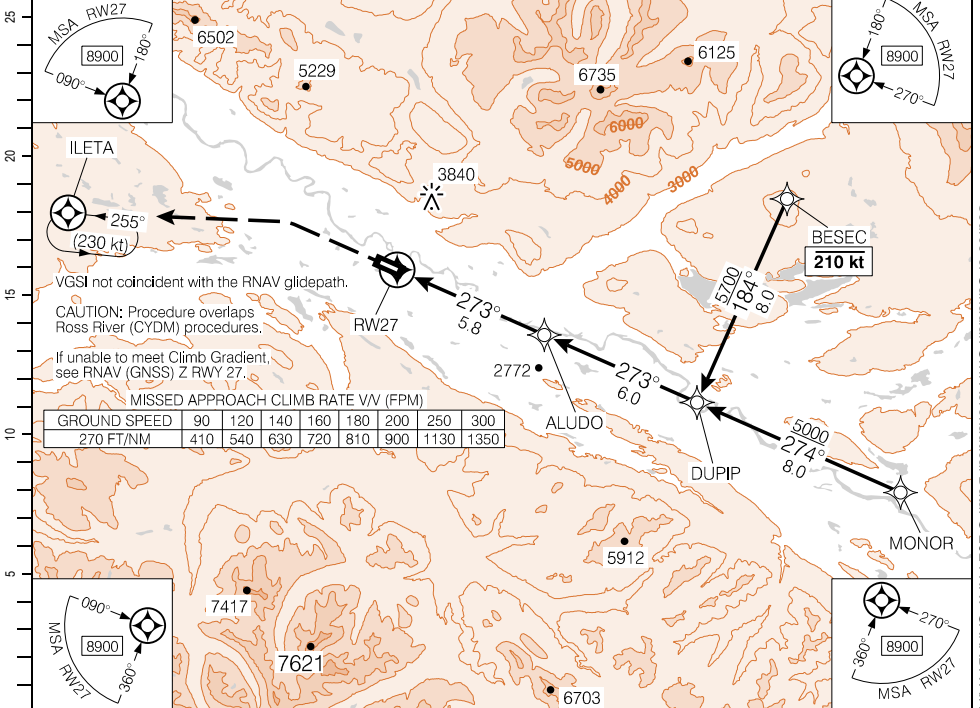 25
20
15
10
5
MSA RW27
8900
090°
180°
6502
5229
6735
6125
MSA RW27
8900
180°
270°
6000
5000
4000
3000
3840
ILETA
255°
(230 kt)
BESEC
210 kt
5700
184°
8.0
VGSI not coincident with the RNAV glidepath.
CAUTION: Procedure overlaps
Ross River (CYDM) procedures.
If unable to meet Climb Gradient,
see RNAV (GNSS) Z RWY 27.
RW27
273°
5.8
2772
ALUDO
273°
6.0
DUPIP
5000
274°
8.0
MONOR
MISSED APPROACH CLIMB RATE V/V (FPM)
GROUND SPEED 90 120 140 160 180 200 250 300
270 FT/NM 410 540 630 720 810 900 1130 1350
5912
7417
7621
6703
090°
8900
360°
MSA RW27
270°
8900
360°
MSA RW27